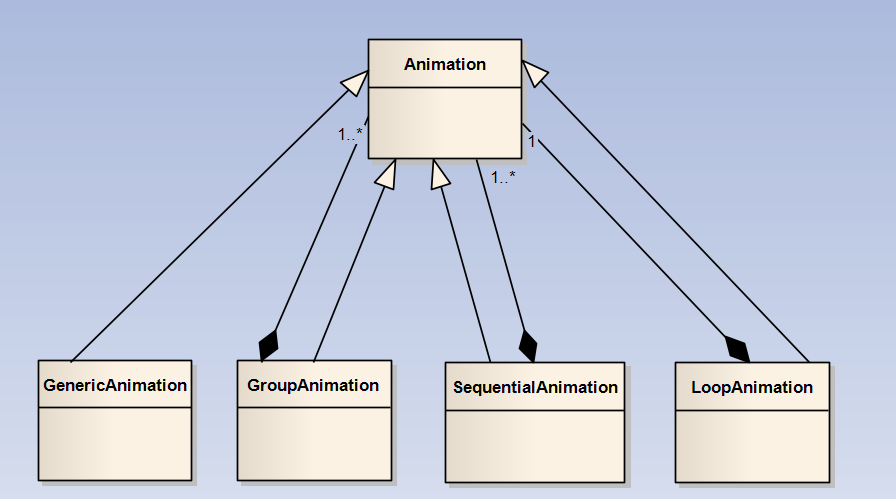 Animation
1..*
1
1..*
GenericAnimation
GroupAnimation
SequentialAnimation
LoopAnimation